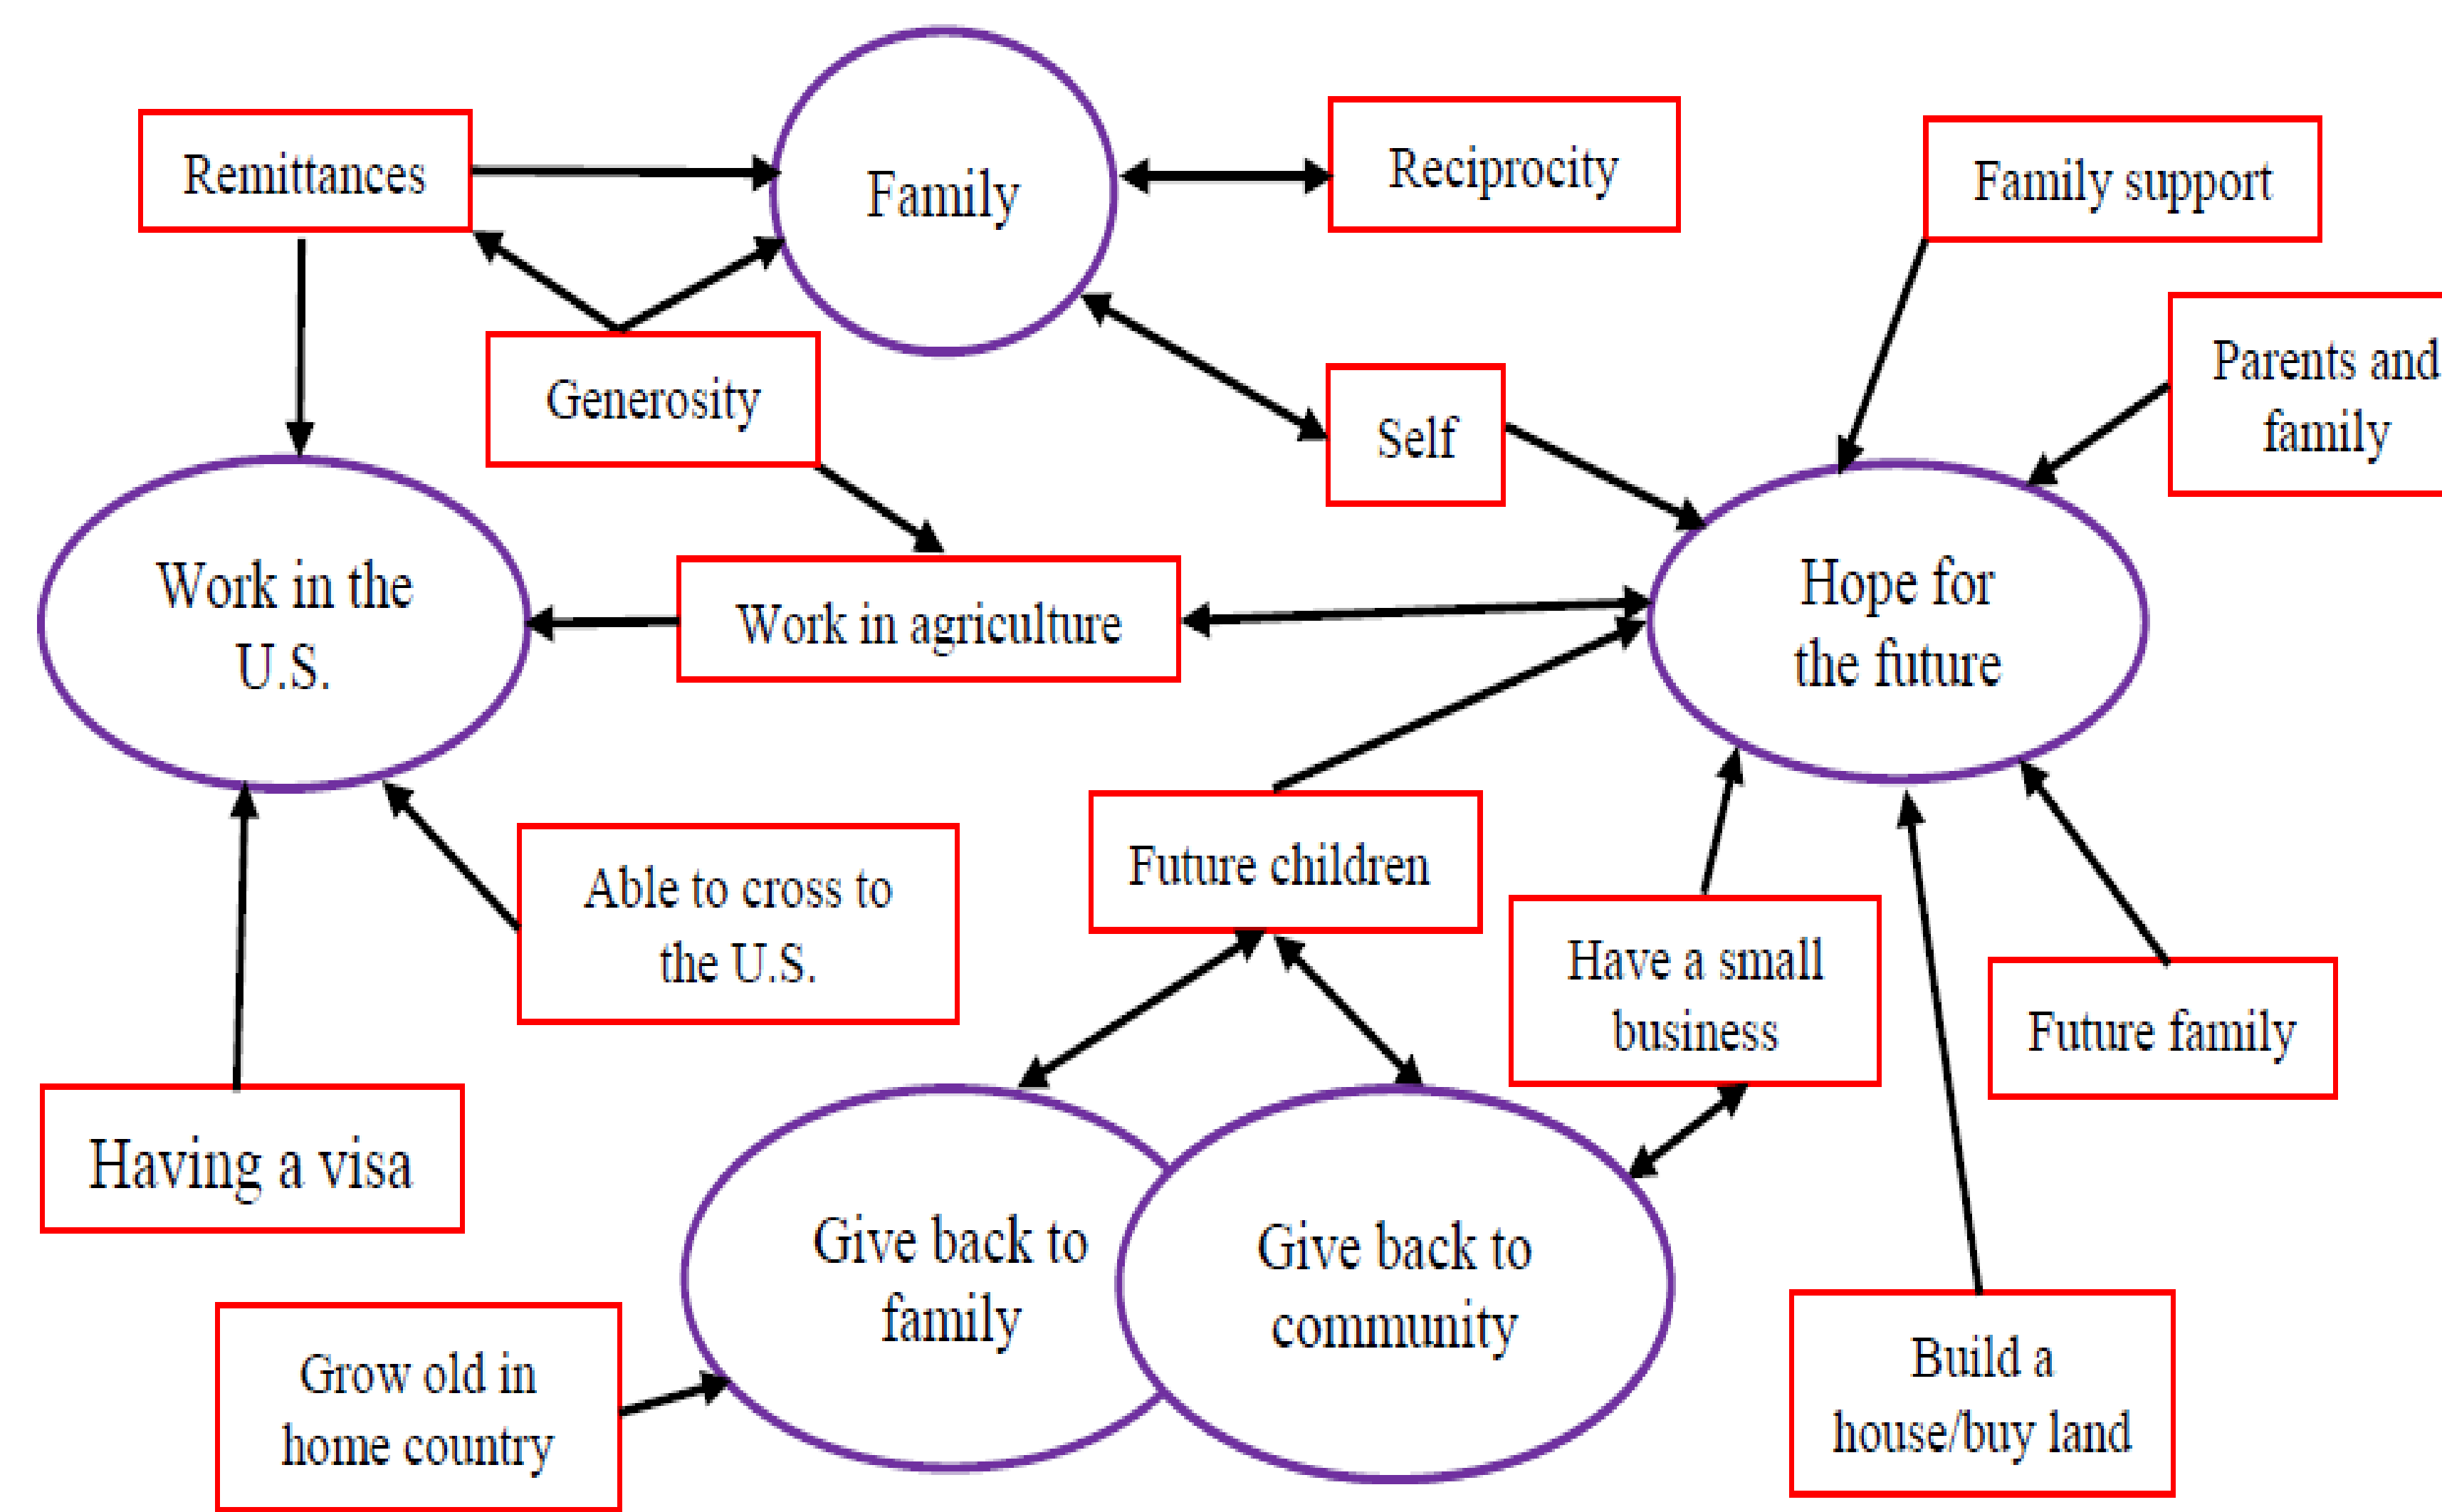 Remittances
Family
Reciprocity
Family support
Parents and
family
Generosity
Self
Work in the
U.S.
Work in agriculture
Hope for
the future
Able to cross to
the U.S.
Future children
Have a small
business
Future family
Having a visa
Give back to
family
Give back to
community
Grow old in
home country
Build a
house/buy land